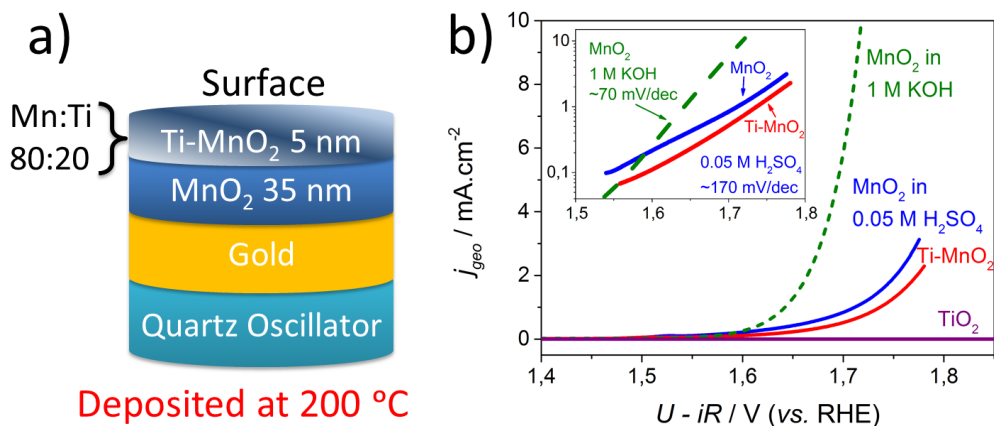 a)
Surface
Mn:Ti
80:20
Ti-MnO₂ 5 nm
MnO₂ 35 nm
Gold
Quartz Oscillator
Deposited at 200 °C
b)
10
8
6
4
2
0
j_geo / mA.cm⁻²
1,4
1,5
1,6
1,7
1,8
U - iR / V (vs. RHE)
MnO₂ in
1 M KOH
MnO₂ in
0.05 M H₂SO₄
Ti-MnO₂
TiO₂
10
1
0,1
1,5
1,6
1,7
1,8
MnO₂
1 M KOH
~70 mV/dec
MnO₂
Ti-MnO₂
0.05 M H₂SO₄
~170 mV/dec